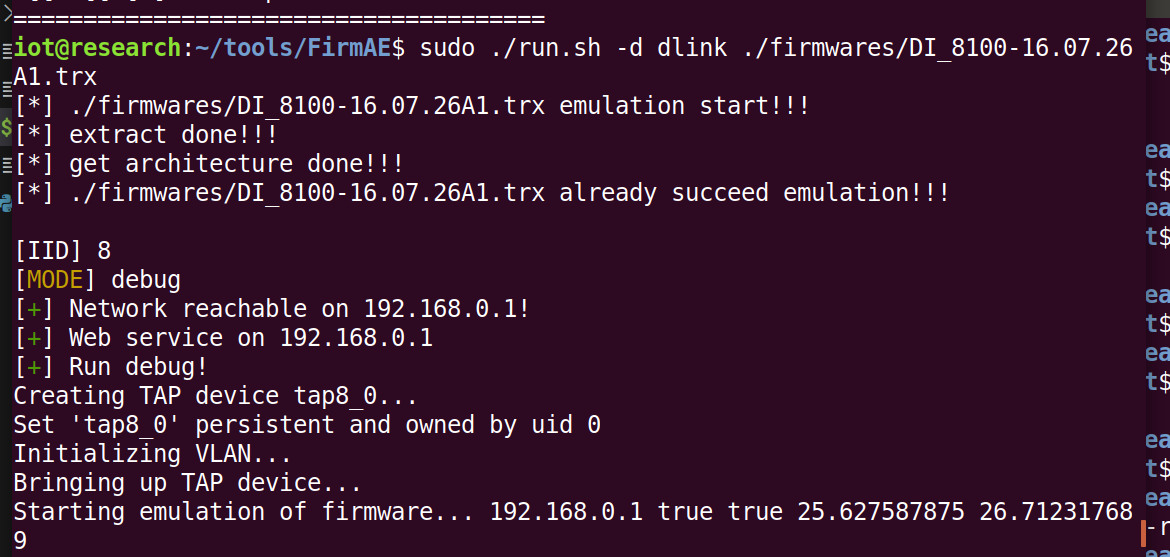 ========================================
iot@research:~/tools/FirmAE$ sudo ./run.sh -d dlink ./firmwares/DI_8100-16.07.26
A1.trx
[*] ./firmwares/DI_8100-16.07.26A1.trx emulation start!!!
[*] extract done!!!
[*] get architecture done!!!
[*] ./firmwares/DI_8100-16.07.26A1.trx already succeed emulation!!!
[IID] 8
[MODE] debug
[+] Network reachable on 192.168.0.1!
[+] Web service on 192.168.0.1
[+] Run debug!
Creating TAP device tap8_0...
Set 'tap8_0' persistent and owned by uid 0
Initializing VLAN...
Bringing up TAP device...
Starting emulation of firmware... 192.168.0.1 true true 25.627587875 26.71231768
9